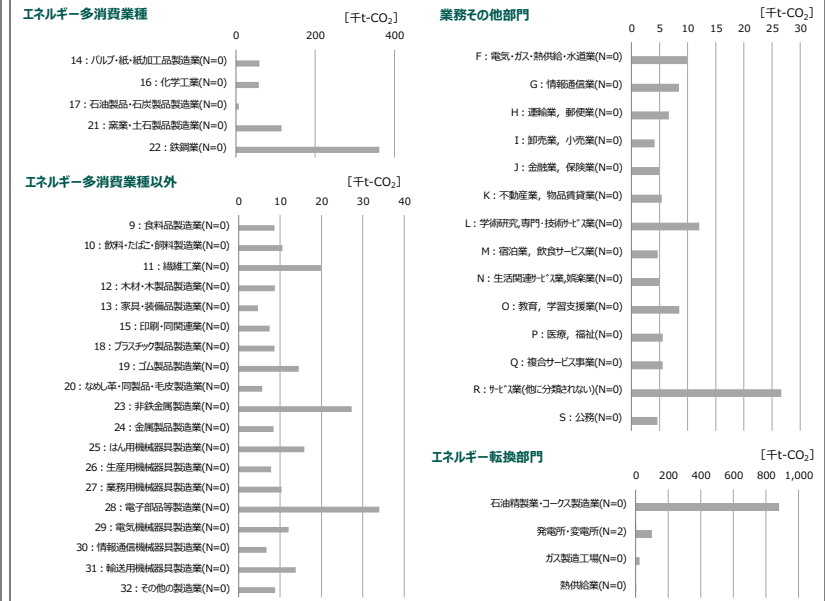 エネルギー多消費業種
[千t-CO₂]
0 200 400
14：パルプ・紙・紙加工品製造業(N=0)
16：化学工業(N=0)
17：石油製品・石炭製品製造業(N=0)
21：窯業・土石製品製造業(N=0)
22：鉄鋼業(N=0)
エネルギー多消費業種以外
[千t-CO₂]
0 10 20 30 40
9：食料品製造業(N=0)
10：飲料・たばこ・飼料製造業(N=0)
11：繊維工業(N=0)
12：木材・木製品製造業(N=0)
13：家具・装備品製造業(N=0)
15：印刷・同関連業(N=0)
18：プラスチック製品製造業(N=0)
19：ゴム製品製造業(N=0)
20：なめし革・同製品・毛皮製造業(N=0)
23：非鉄金属製造業(N=0)
24：金属製品製造業(N=0)
25：はん用機械器具製造業(N=0)
26：生産用機械器具製造業(N=0)
27：業務用機械器具製造業(N=0)
28：電子部品等製造業(N=0)
29：電気機械器具製造業(N=0)
30：情報通信機械器具製造業(N=0)
31：輸送用機械器具製造業(N=0)
32：その他の製造業(N=0)
業務その他部門
[千t-CO₂]
0 5 10 15 20 25 30
F：電気・ガス・熱供給・水道業(N=0)
G：情報通信業(N=0)
H：運輸業，郵便業(N=0)
I：卸売業，小売業(N=0)
J：金融業，保険業(N=0)
K：不動産業，物品賃貸業(N=0)
L：学術研究,専門・技術ｻｰﾋﾞｽ業(N=0)
M：宿泊業，飲食サービス業(N=0)
N：生活関連ｻｰﾋﾞｽ業,娯楽業(N=0)
O：教育，学習支援業(N=0)
P：医療，福祉(N=0)
Q：複合サービス事業(N=0)
R：ｻｰﾋﾞｽ業(他に分類されない)(N=0)
S：公務(N=0)
エネルギー転換部門
[千t-CO₂]
0 200 400 600 800 1,000
石油精製業・コークス製造業(N=0)
発電所・変電所(N=2)
ガス製造工場(N=0)
熱供給業(N=0)